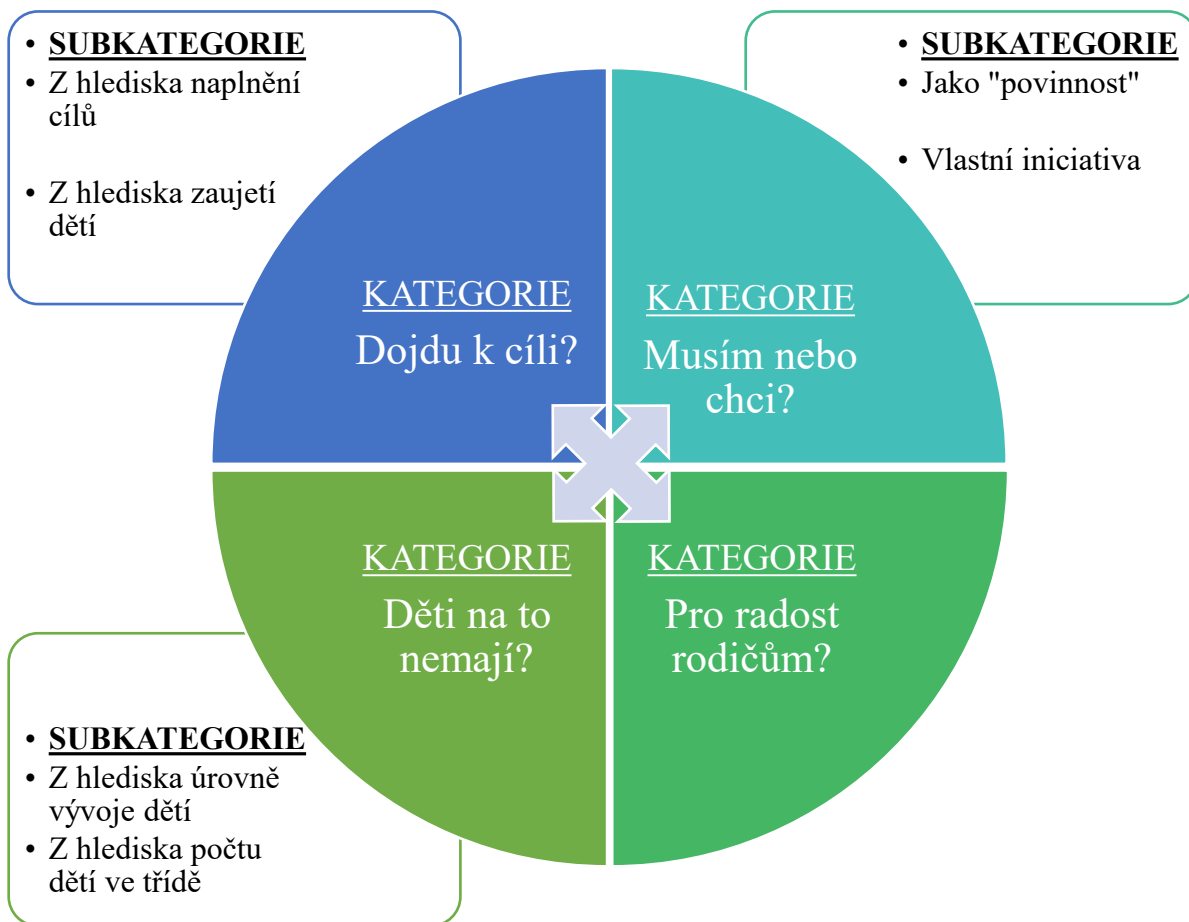 • SUBKATEGORIE
• Z hlediska naplnění
cílů
• Z hlediska zaujetí
dětí
• SUBKATEGORIE
• Jako "povinnost"
• Vlastní iniciativa
KATEGORIE
Dojdu k cíli?
KATEGORIE
Musím nebo
chci?
KATEGORIE
Děti na to
nemají?
KATEGORIE
Pro radost
rodičům?
• SUBKATEGORIE
• Z hlediska úrovně
vývoje dětí
• Z hlediska počtu
dětí ve třídě